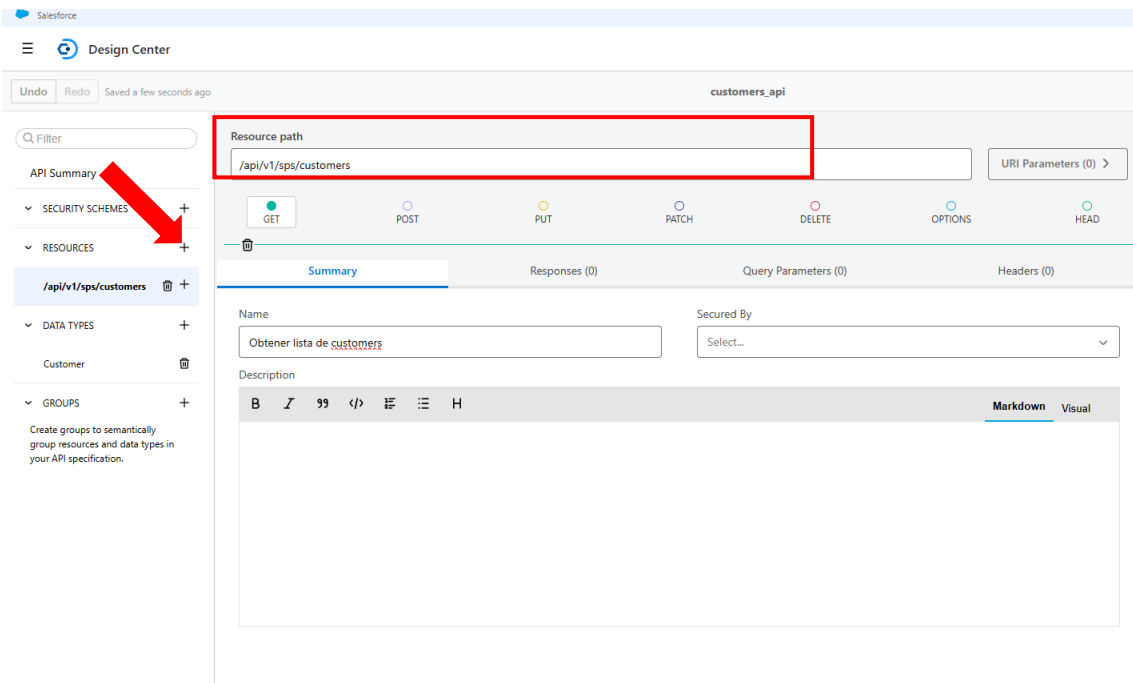 Salesforce
Design Center
Undo Redo Saved a few seconds ago customers_api
Filter
API Summary
SECURITY SCHEMES
RESOURCES
/api/v1/sps/customers
DATA TYPES
Customer
GROUPS
Create groups to semantically
group resources and data types in
your API specification.
Resource path
/api/v1/sps/customers
URI Parameters (0)
GET POST PUT PATCH DELETE OPTIONS HEAD
Summary Responses (0) Query Parameters (0) Headers (0)
Name Secured By
Obtener lista de customers Select...
Description
B I 99 </> H Markdown Visual